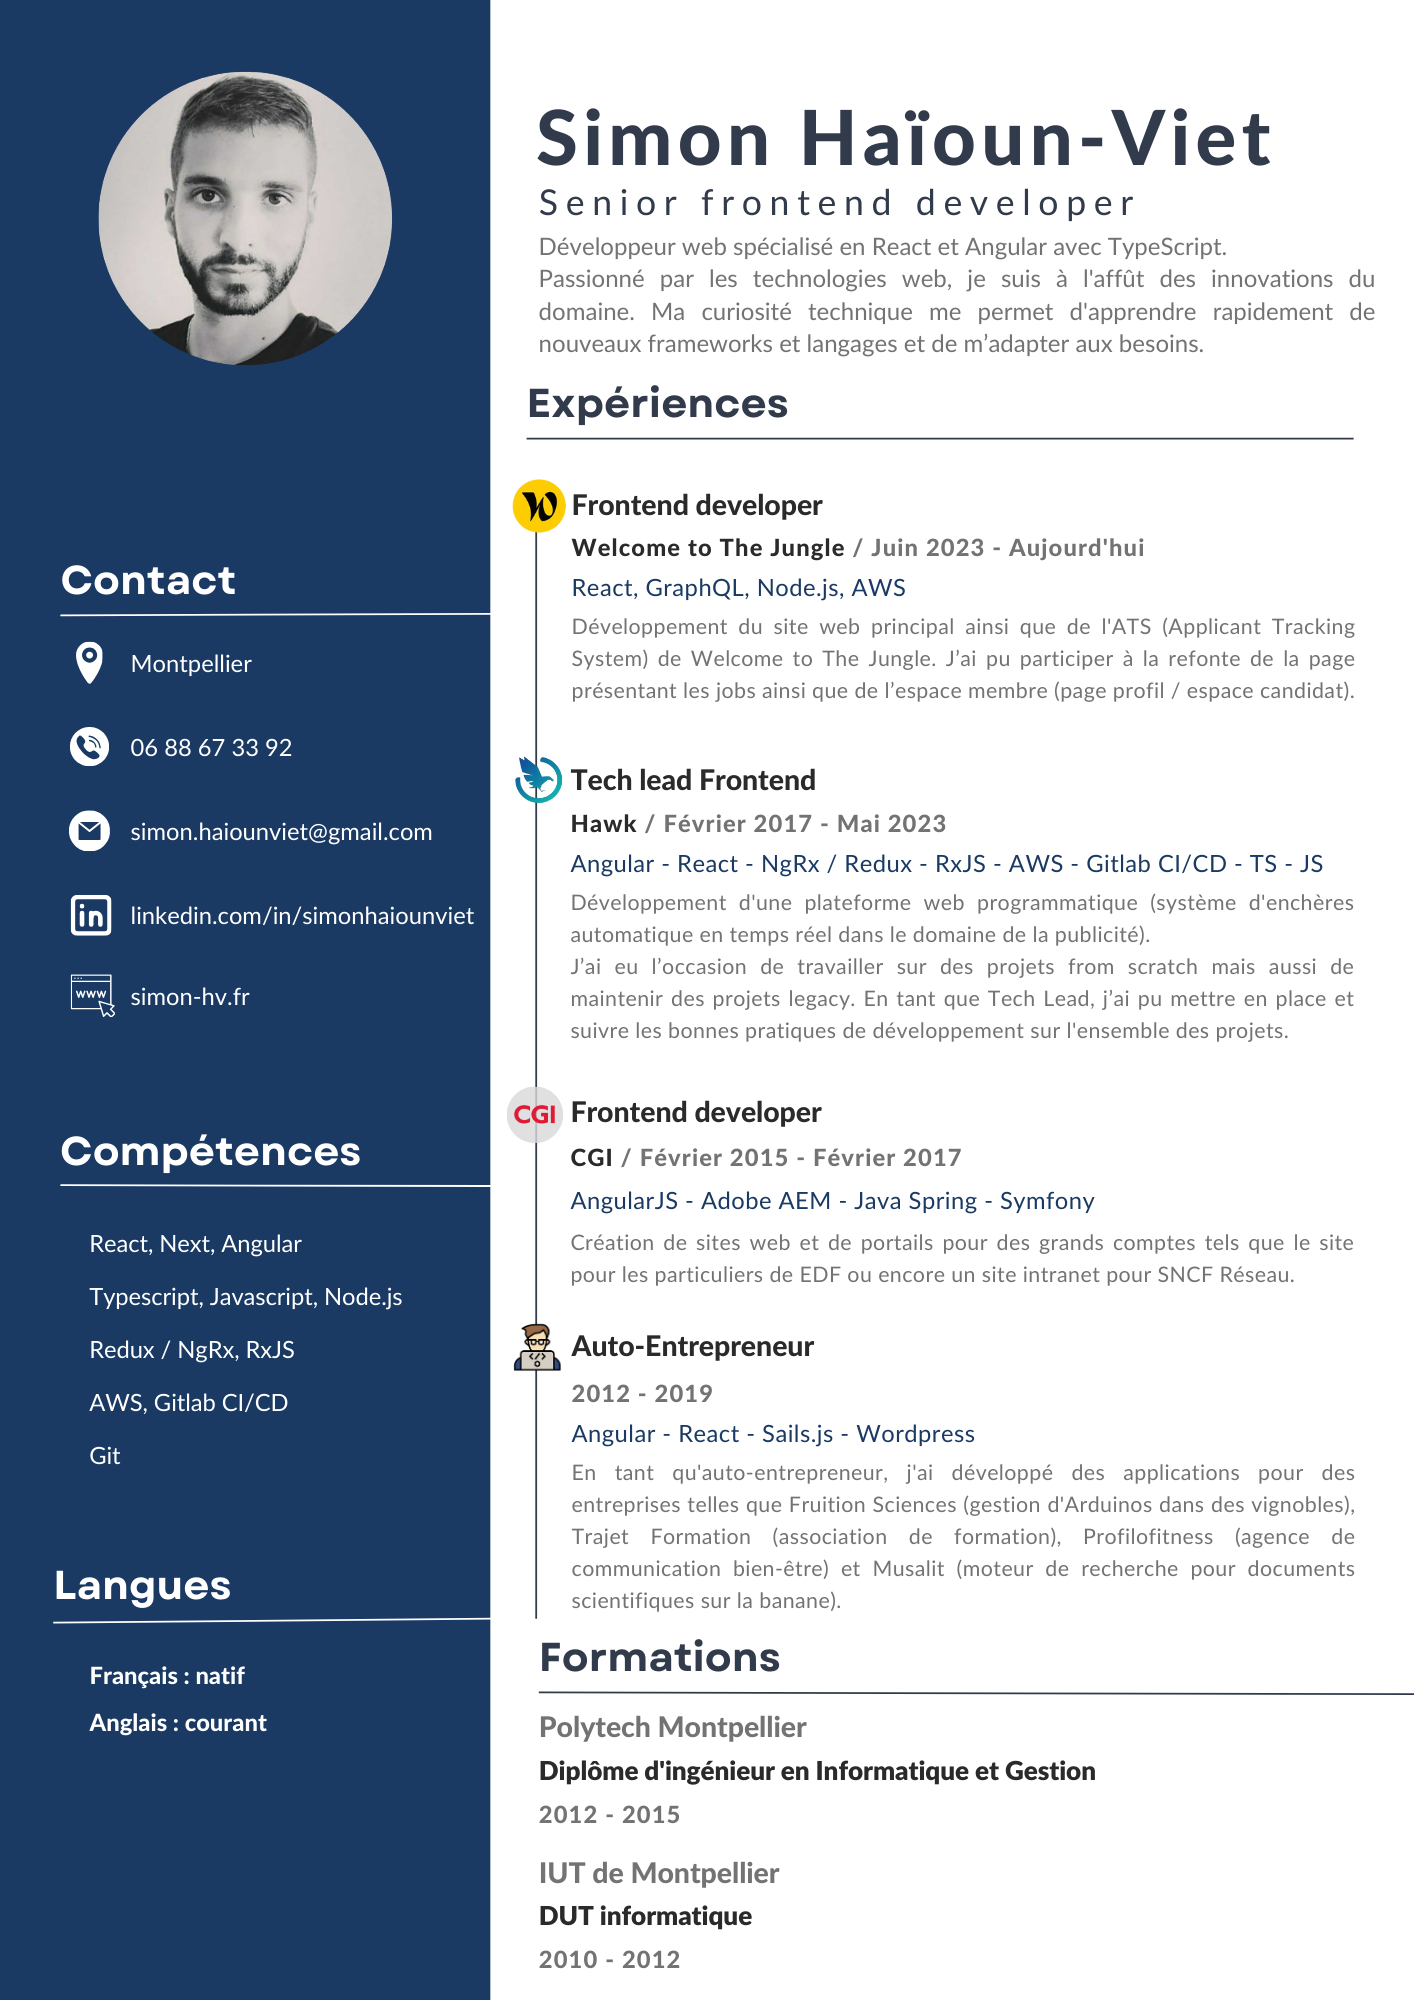 Simon Haïoun-Viet
Senior frontend developer
Développeur web spécialisé en React et Angular avec TypeScript.
Passionné par les technologies web, je suis à l'affût des innovations du
domaine. Ma curiosité technique me permet d'apprendre rapidement de
nouveaux frameworks et langages et de m’adapter aux besoins.
Contact
Montpellier
06 88 67 33 92
simon.haiounviet@gmail.com
in
linkedin.com/in/simonhaiounviet
www
simon-hv.fr
Compétences
React, Next, Angular
Typescript, Javascript, Node.js
Redux / NgRx, RxJS
AWS, Gitlab CI/CD
Git
Langues
Français : natif
Anglais : courant
Expériences
W
Frontend developer
Welcome to The Jungle / Juin 2023 - Aujourd'hui
React, GraphQL, Node.js, AWS
Développement du site web principal ainsi que de l'ATS (Applicant Tracking
System) de Welcome to The Jungle. J’ai pu participer à la refonte de la page
présentant les jobs ainsi que de l’espace membre (page profil / espace candidat).
Tech lead Frontend
Hawk / Février 2017 - Mai 2023
Angular - React - NgRx / Redux - RxJS - AWS - Gitlab CI/CD - TS - JS
Développement d'une plateforme web programmatique (système d'enchères
automatique en temps réel dans le domaine de la publicité).
J’ai eu l’occasion de travailler sur des projets from scratch mais aussi de
maintenir des projets legacy. En tant que Tech Lead, j’ai pu mettre en place et
suivre les bonnes pratiques de développement sur l'ensemble des projets.
CGI
Frontend developer
CGI / Février 2015 - Février 2017
AngularJS - Adobe AEM - Java Spring - Symfony
Création de sites web et de portails pour des grands comptes tels que le site
pour les particuliers de EDF ou encore un site intranet pour SNCF Réseau.
Auto-Entrepreneur
2012 - 2019
Angular - React - Sails.js - Wordpress
En tant qu'auto-entrepreneur, j'ai développé des applications pour des
entreprises telles que Fruition Sciences (gestion d'Arduinos dans des vignobles),
Trajet Formation (association de formation), Profilofitness (agence de
communication bien-être) et Musalit (moteur de recherche pour documents
scientifiques sur la banane).
Formations
Polytech Montpellier
Diplôme d'ingénieur en Informatique et Gestion
2012 - 2015
IUT de Montpellier
DUT informatique
2010 - 2012